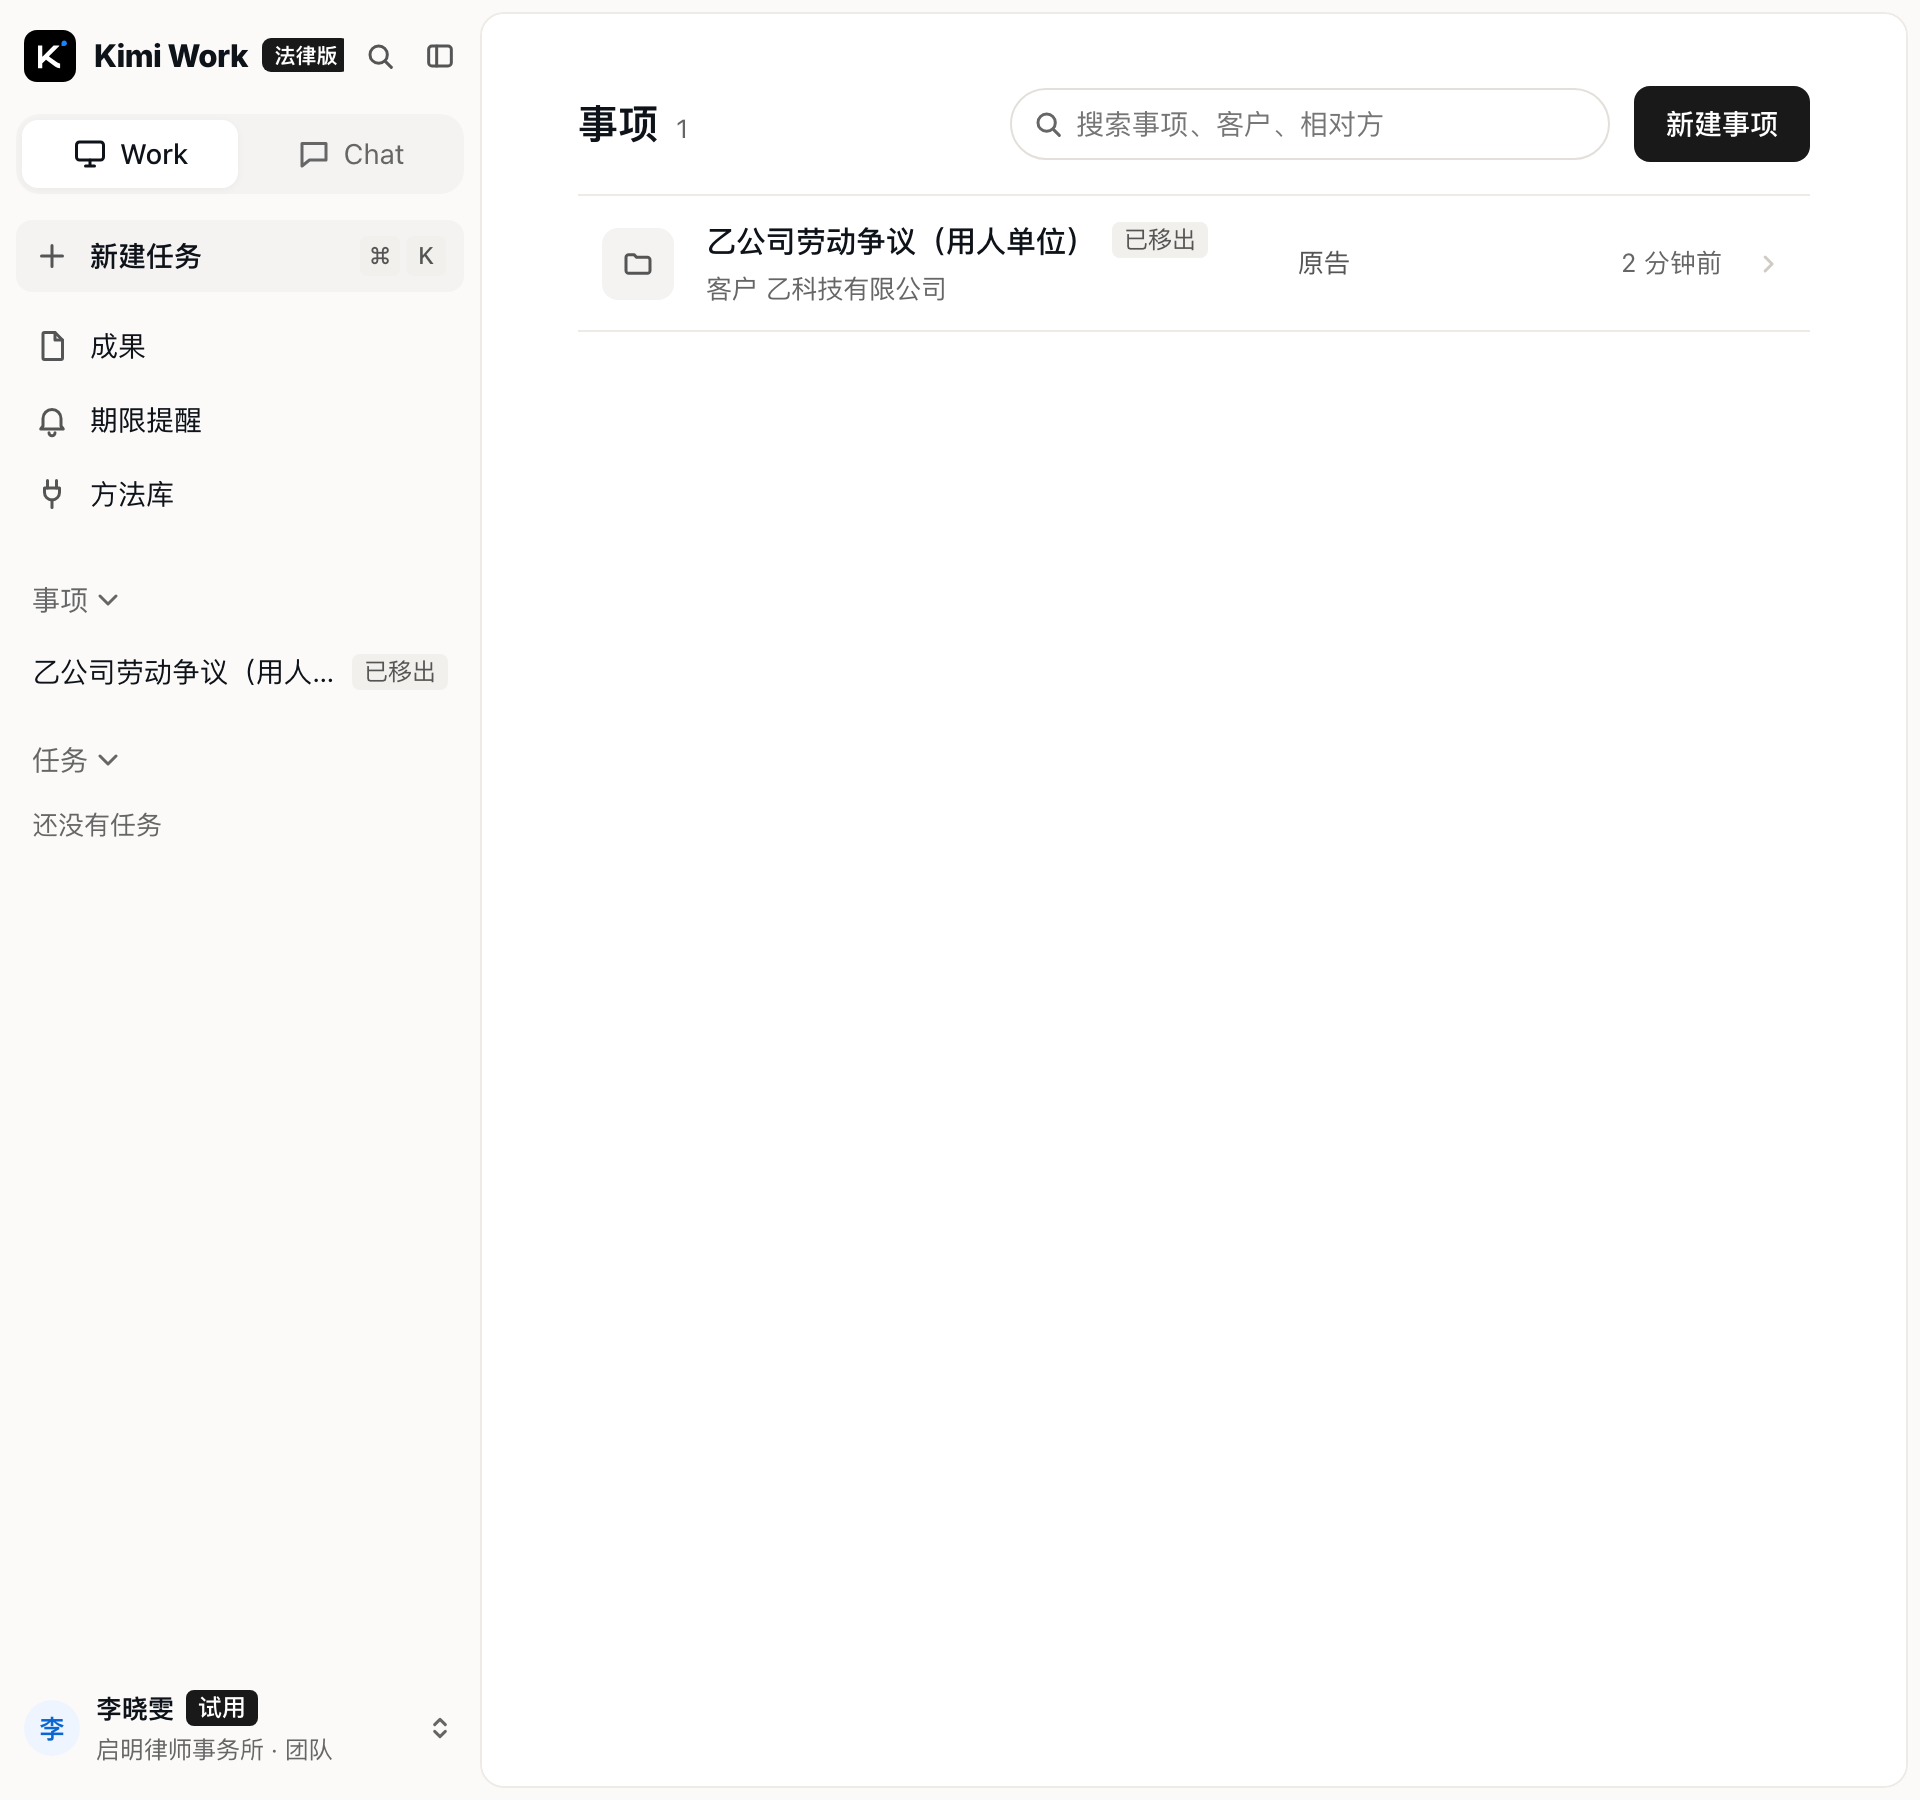 Kimi Work 法律版
Work
Chat
新建任务 ⌘ K
成果
期限提醒
方法库
事项
乙公司劳动争议（用人... 已移出
任务
还没有任务
李 李晓雯 试用
启明律师事务所 · 团队
事项 1
搜索事项、客户、相对方
新建事项
乙公司劳动争议（用人单位） 已移出
客户 乙科技有限公司
原告
2 分钟前